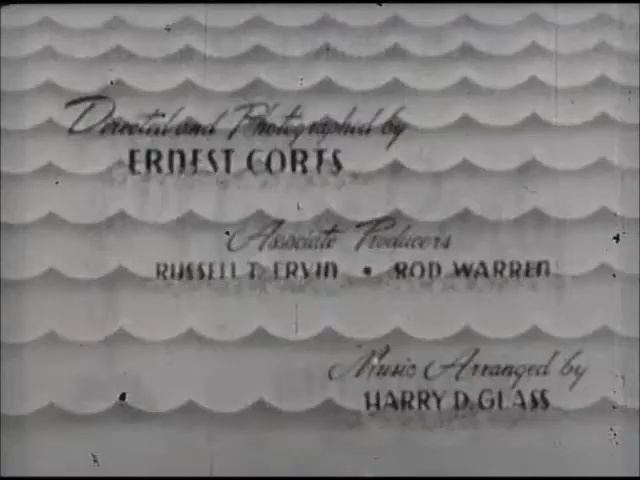 Directed and Photographed by
ERNEST CORTS
Associate Producers
RUSSELL T. ERVIN • ROD WARREN
Music Arranged by
HARRY D. GLASS